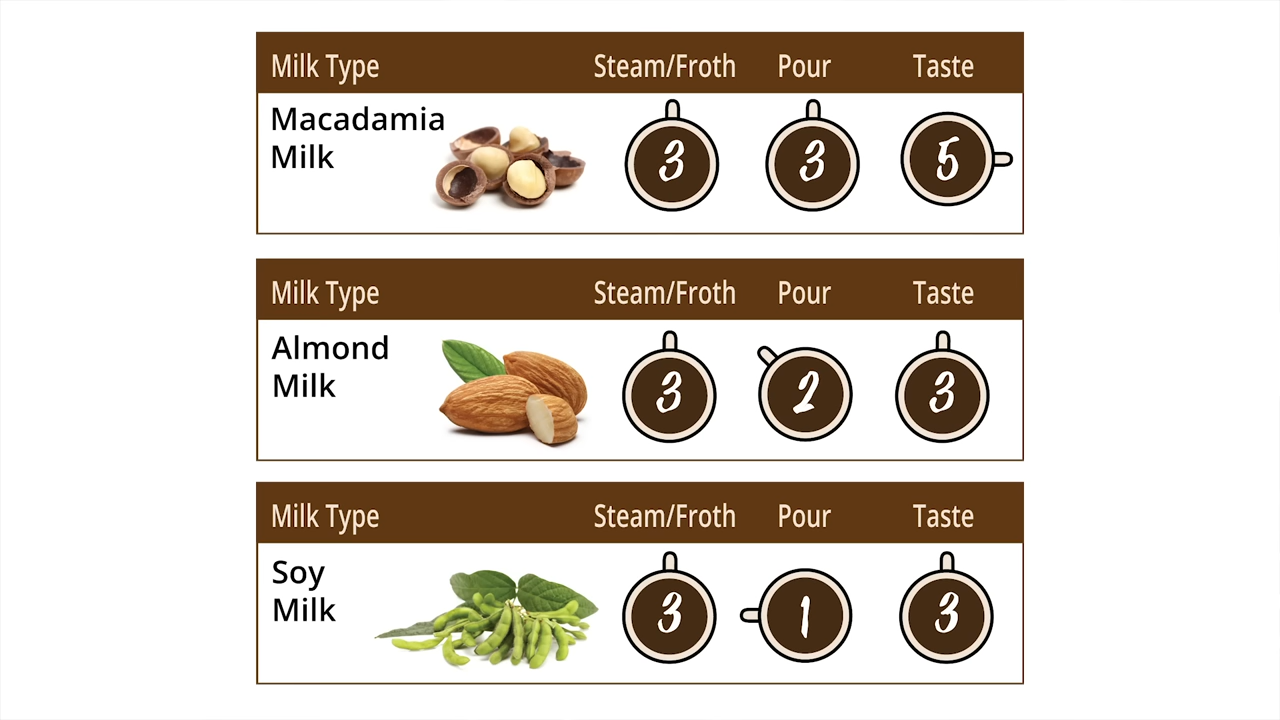 Milk Type Steam/Froth Pour Taste
Macadamia
Milk
3 3 5
Milk Type Steam/Froth Pour Taste
Almond
Milk
3 2 3
Milk Type Steam/Froth Pour Taste
Soy
Milk
3 1 3